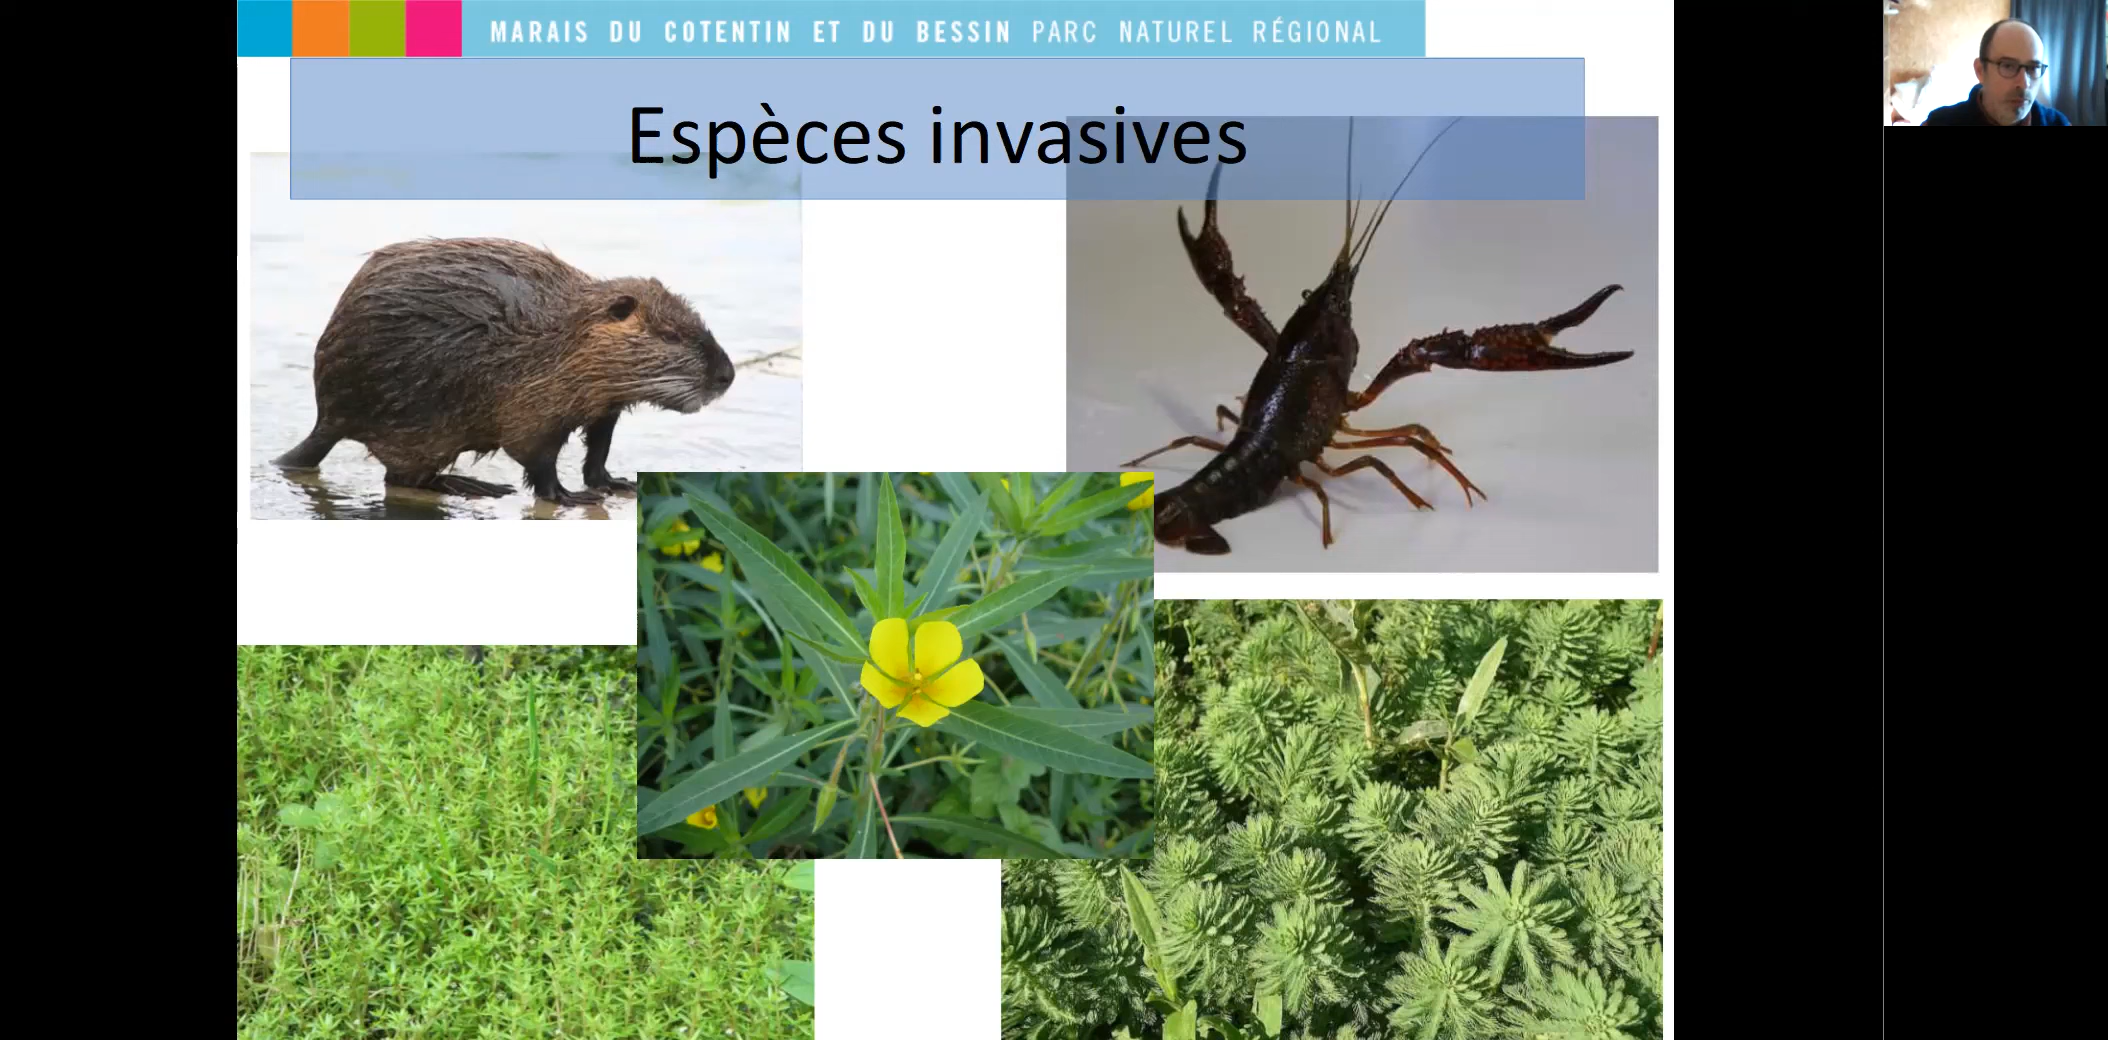 MARAIS DU COTENTIN ET DU BESSIN PARC NATUREL RÉGIONAL
Espèces invasives